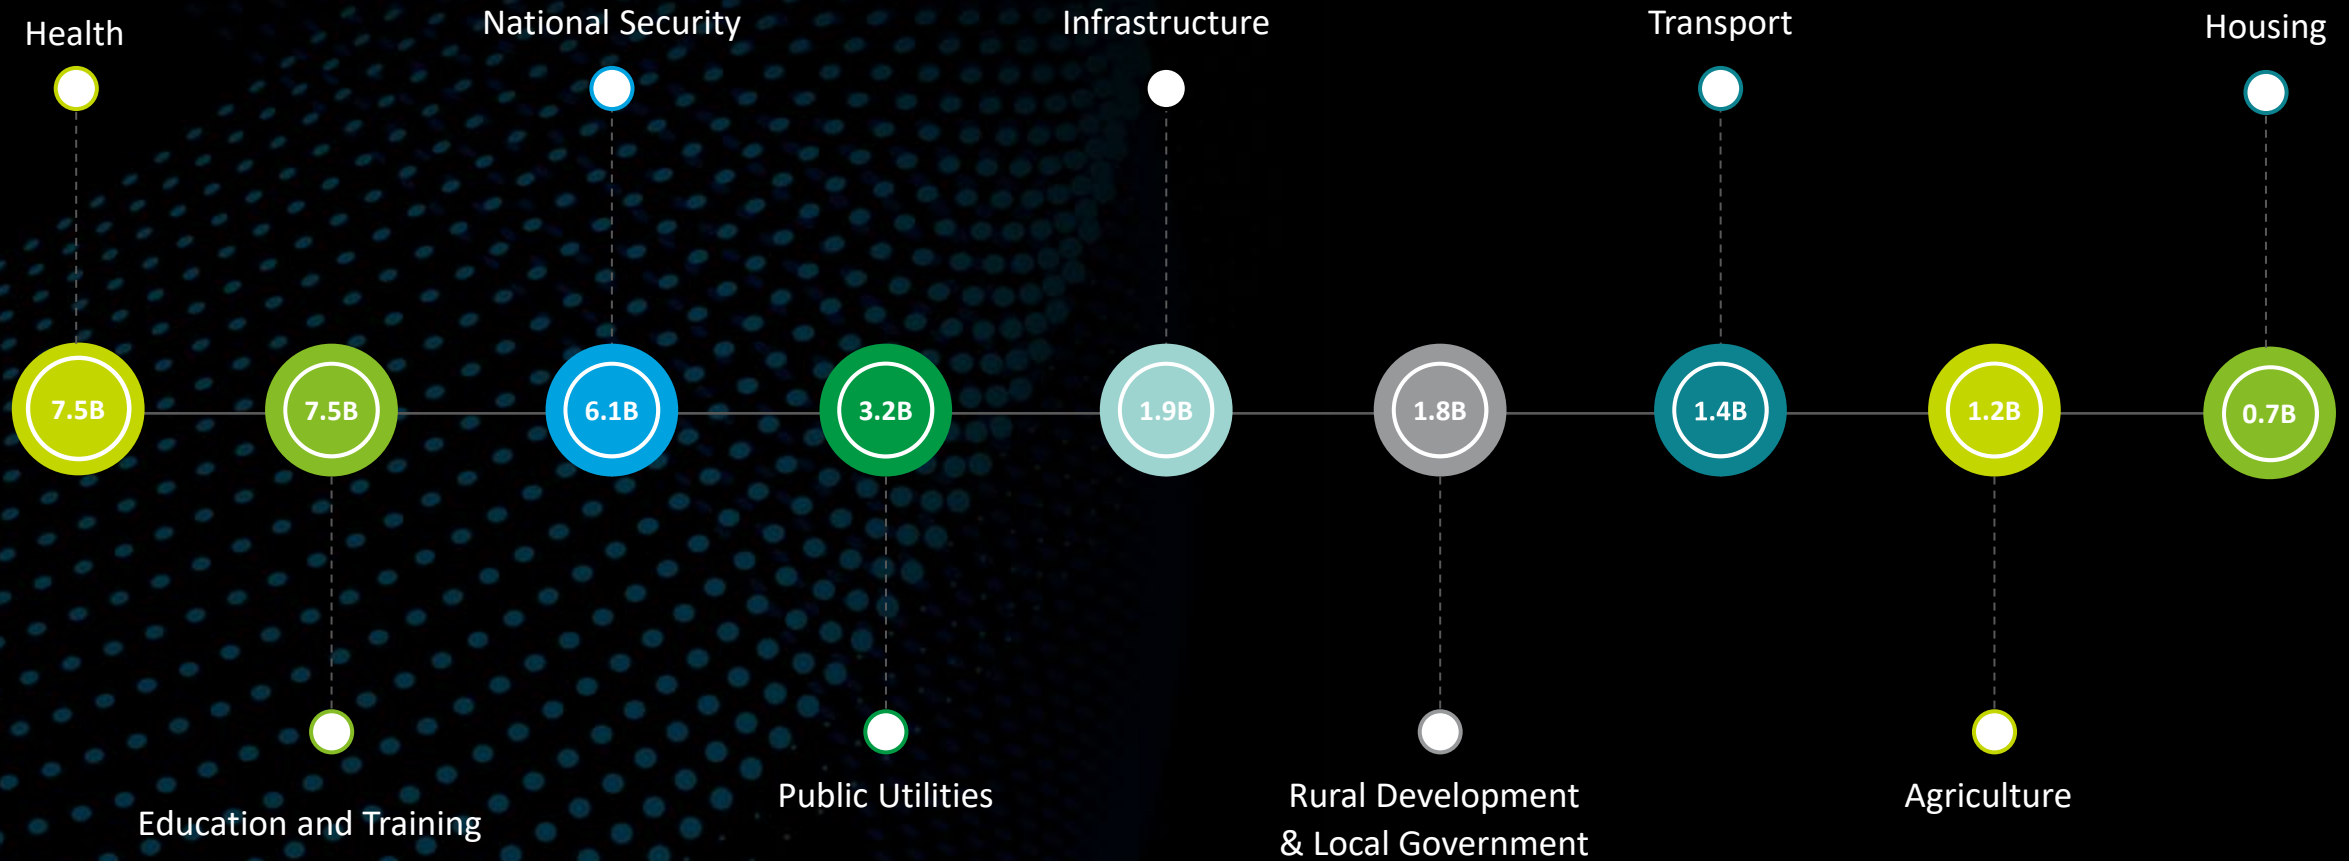 Health
National Security
Infrastructure
Transport
Housing
7.5B
7.5B
6.1B
3.2B
1.9B
1.8B
1.4B
1.2B
0.7B
Education and Training
Public Utilities
Rural Development
& Local Government
Agriculture